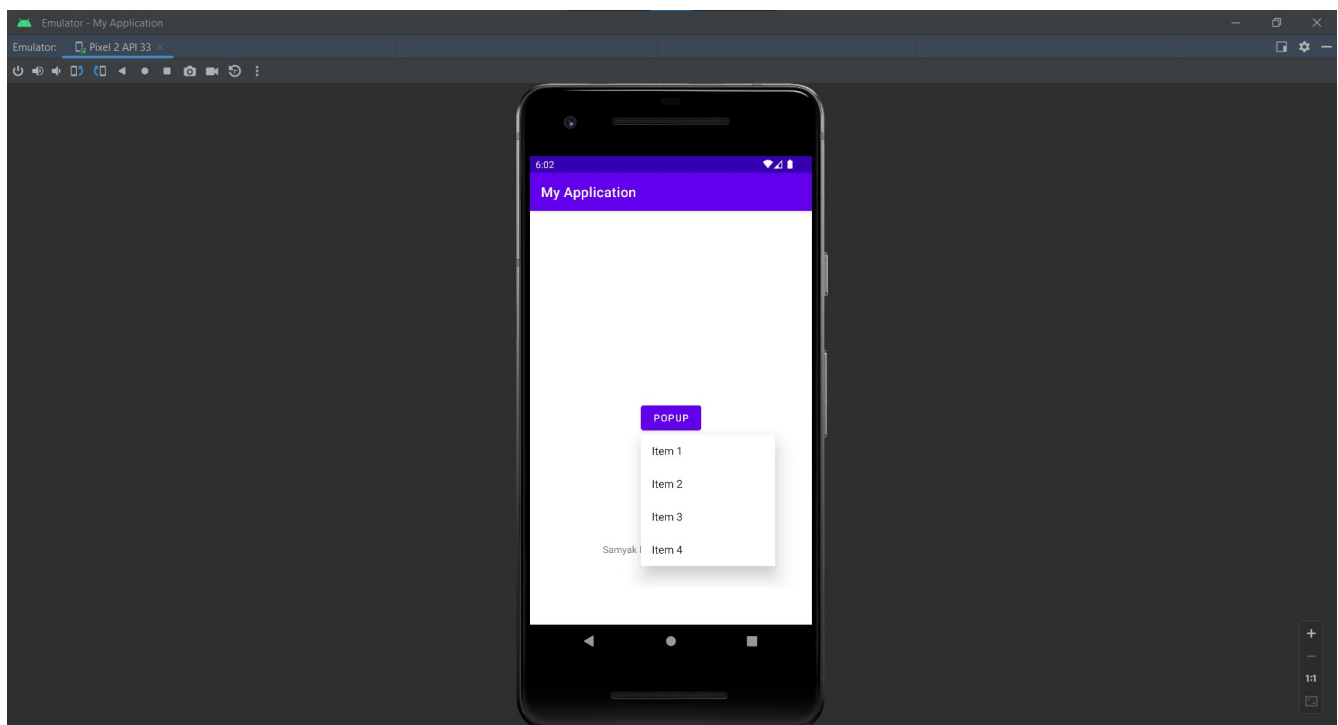 Emulator - My Application
Emulator: Pixel 2 API 33
6:02
My Application
POPUP
Item 1
Item 2
Item 3
Samyak Item 4
1:1